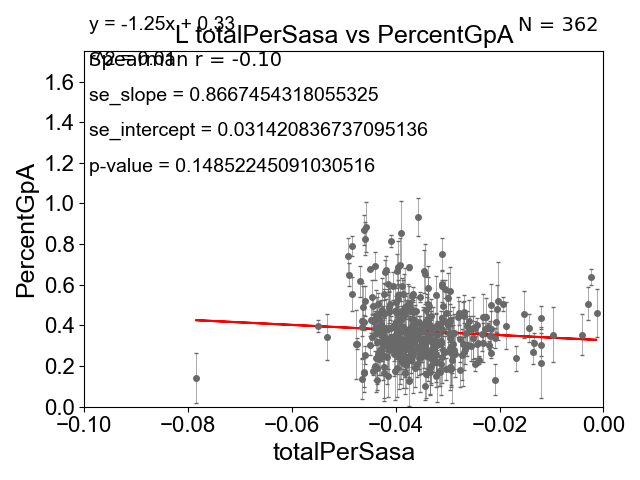 y = -1.25x + 0.33
N = 362
L totalPerSasa vs PercentGpA
R^2 = 0.01
Spearman r = -0.10
se_slope = 0.8667454318055325
se_intercept = 0.031420836737095136
p-value = 0.14852245091030516
PercentGpA
1.6
1.4
1.2
1.0
0.8
0.6
0.4
0.2
0.0
−0.10
−0.08
−0.06
−0.04
−0.02
0.00
totalPerSasa